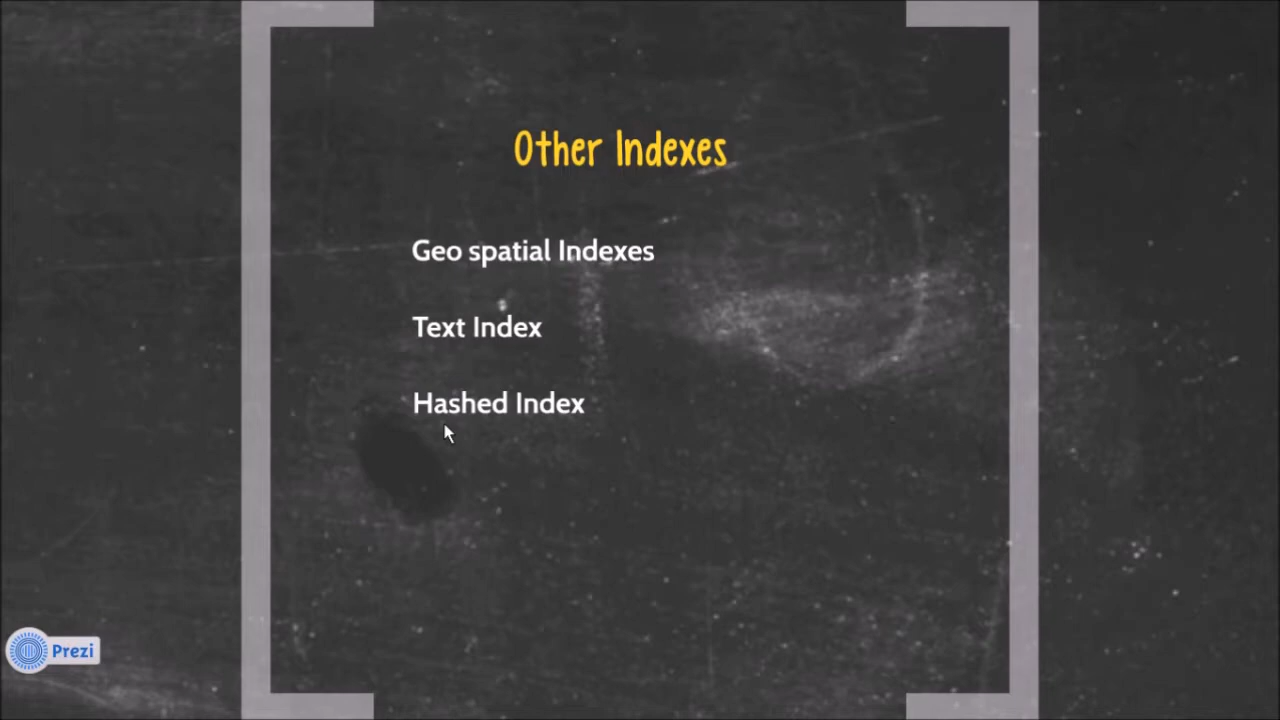 Other Indexes
Geo spatial Indexes
Text Index
Hashed Index
Prezi